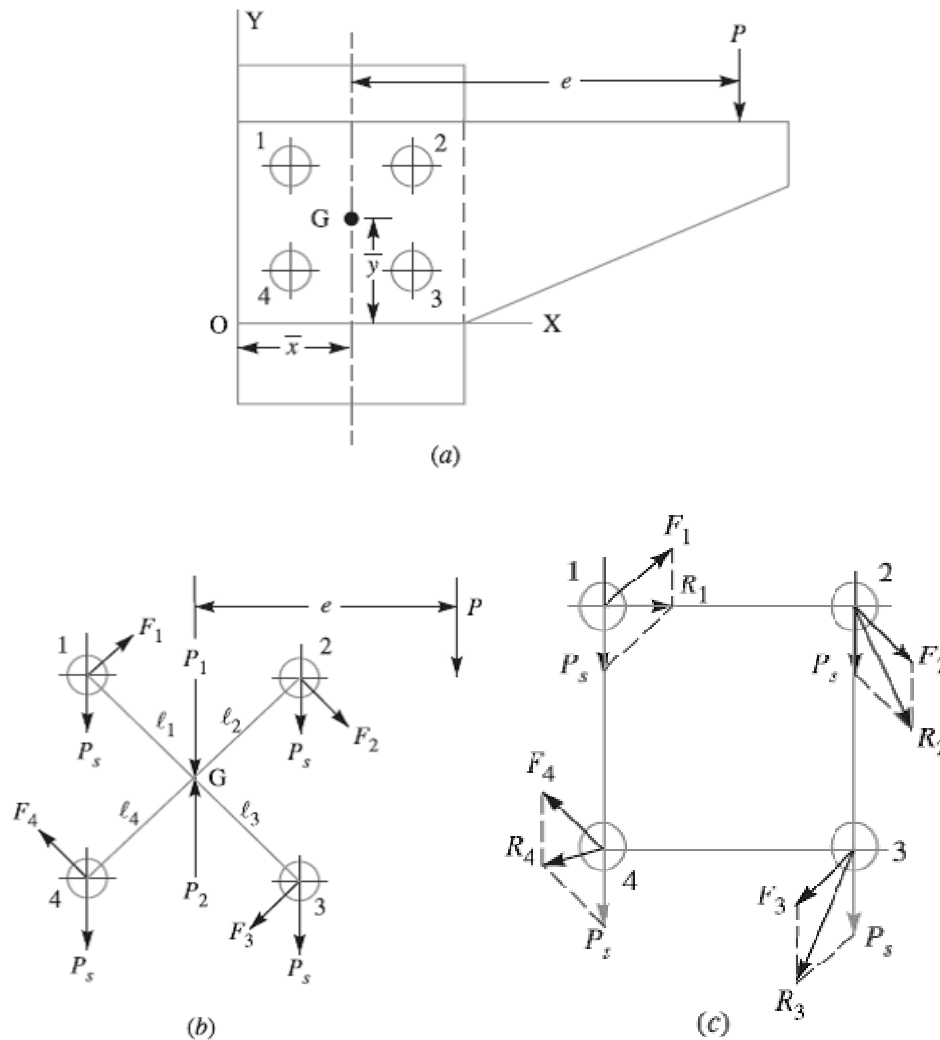 Y
P
e
1
2
G
y̅
4
3
O
X
x̅
(a)
e
P
1
F₁
P₁
2
ℓ₁
ℓ₂
Pₛ
Pₛ
F₂
G
F₄
ℓ₄
ℓ₃
4
P₂
3
F₃
Pₛ
Pₛ
(b)
F₁
1
2
R₁
Pₛ
Pₛ
F₂
F₄
R₄
4
3
F₃
Pₛ
R₃
(c)